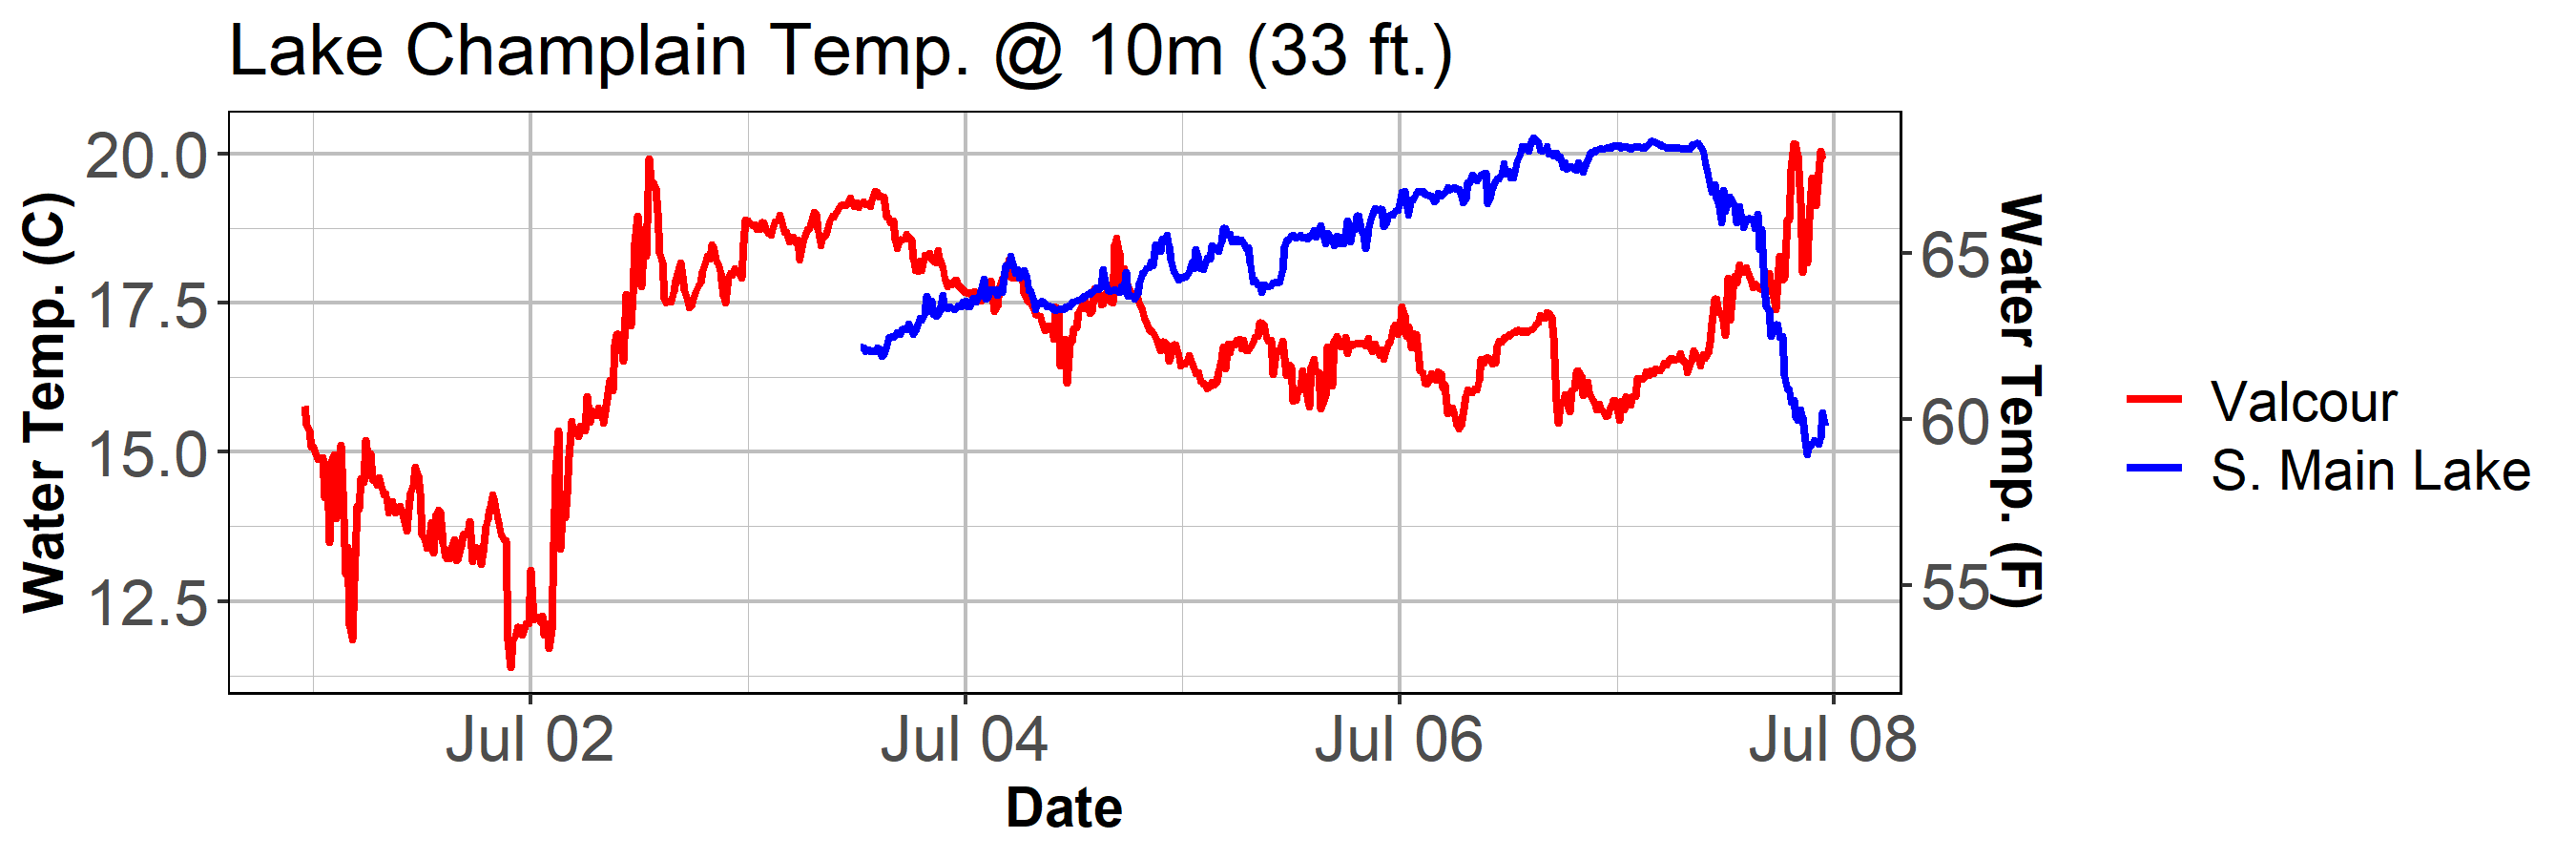 Lake Champlain Temp. @ 10m (33 ft.)
Water Temp. (C)
20.0
17.5
15.0
12.5
65
60
55
Water Temp. (F)
Jul 02
Jul 04
Jul 06
Jul 08
Date
Valcour
S. Main Lake